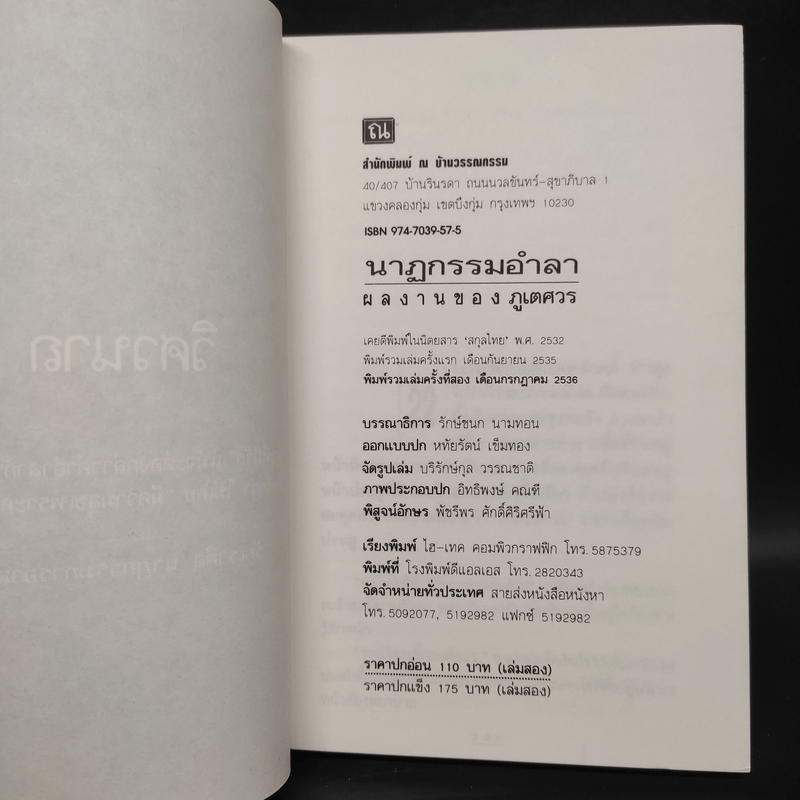 ณ
สำนักพิมพ์ ณ บ้านวรรณกรรม
40/407 บ้านรินรดา ถนนนวลจันทร์-สุขาภิบาล 1
แขวงคลองกุ่ม เขตบึงกุ่ม กรุงเทพฯ 10230
ISBN 974-7039-57-5
นาฏกรรมอำลา
ผลงานของ ภูเตศวร
เคยตีพิมพ์ในนิตยสาร 'สกุลไทย' พ.ศ. 2532
พิมพ์รวมเล่มครั้งแรก เดือนกันยายน 2535
พิมพ์รวมเล่มครั้งที่สอง เดือนกรกฎาคม 2536
บรรณาธิการ รักษ์ชนก นามทอน
ออกแบบปก หทัยรัตน์ เข็มทอง
จัดรูปเล่ม บริรักษ์กุล วรรณชาติ
ภาพประกอบปก อิทธิพงษ์ คณฑี
พิสูจน์อักษร พัชรีพร ศักดิ์ศิริศรีฟ้า
เรียงพิมพ์ ไฮ-เทค คอมพิวกราฟฟิก โทร. 5875379
พิมพ์ที่ โรงพิมพ์ดีแอลเอส โทร. 2820343
จัดจำหน่ายทั่วประเทศ สายส่งหนังสือหนังหา
โทร. 5092077, 5192982 แฟกซ์ 5192982
ราคาปกอ่อน 110 บาท (เล่มสอง)
ราคาปกแข็ง 175 บาท (เล่มสอง)